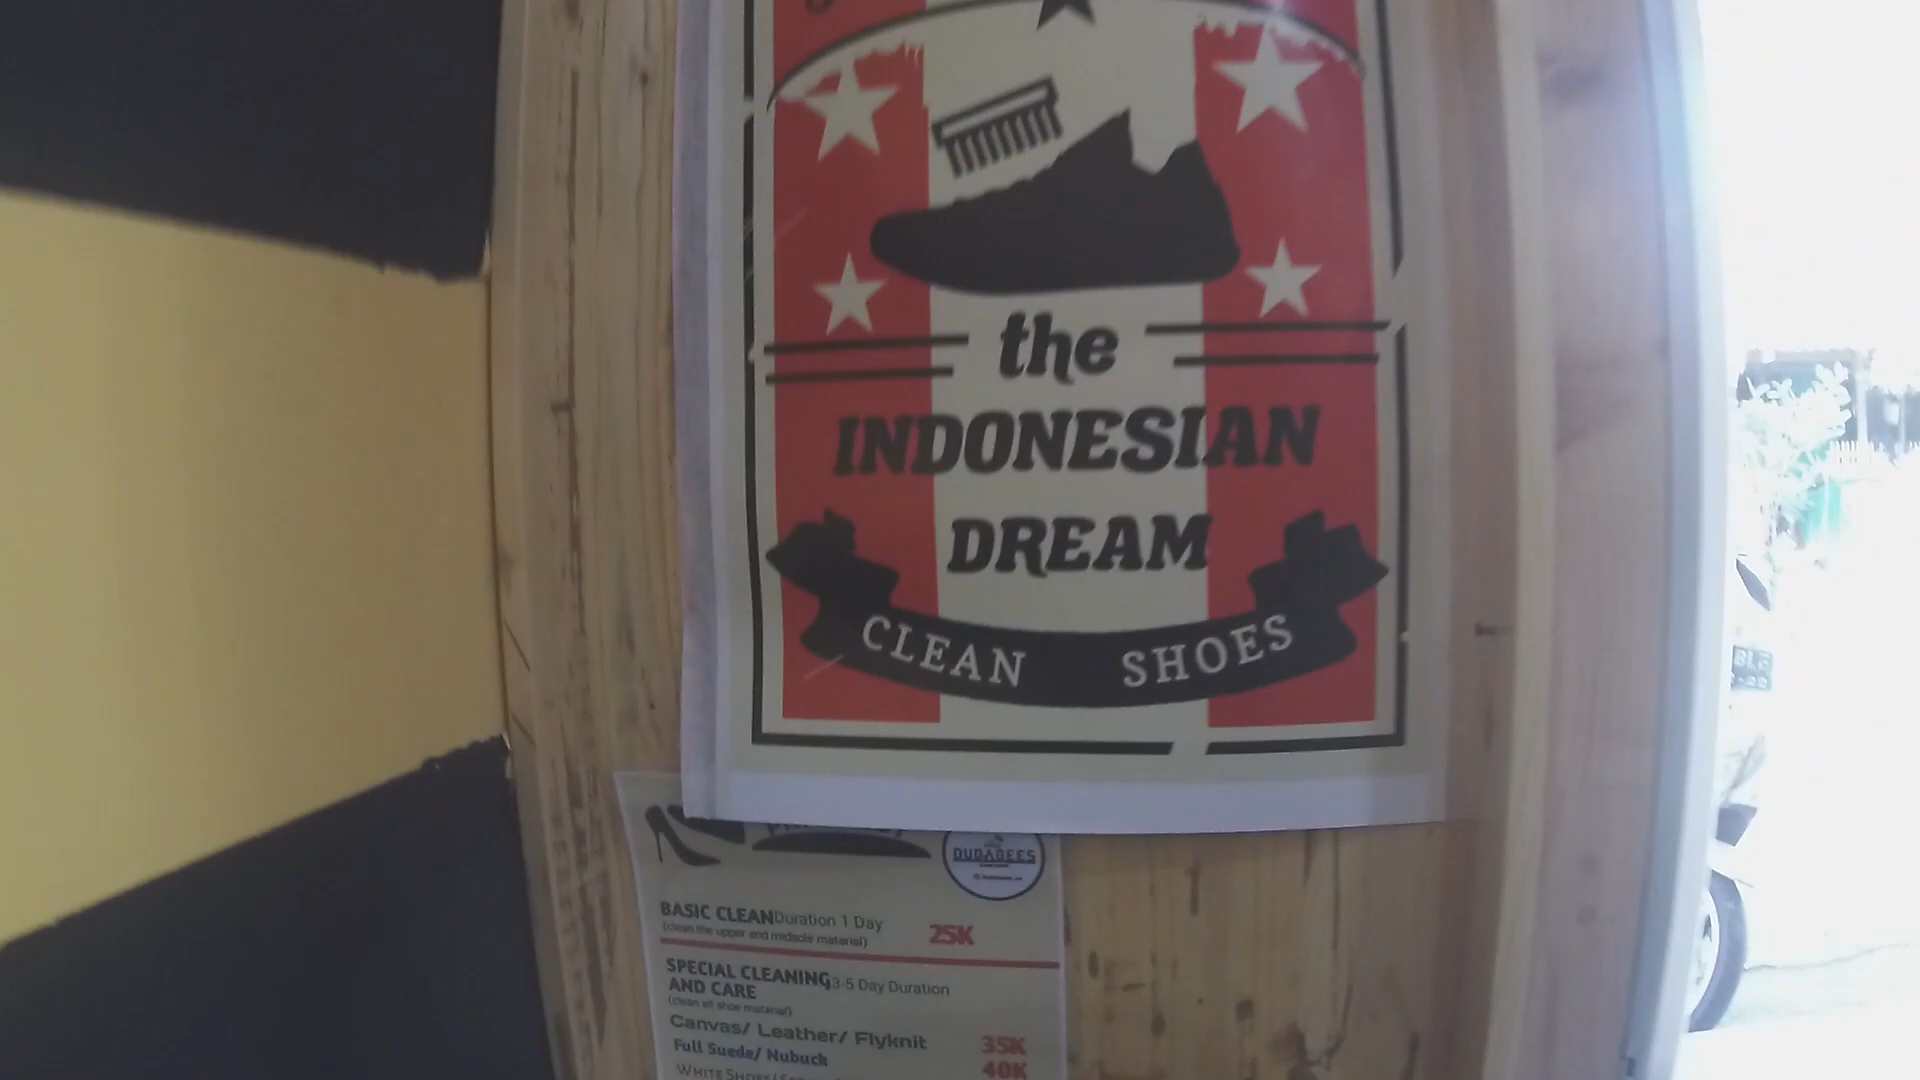 the
INDONESIAN
DREAM
CLEAN SHOES
DUDABEES
BASIC CLEAN Duration 1 Day 25K
(clean the upper and midsole material)
SPECIAL CLEANING 3-5 Day Duration
AND CARE
(clean all shoe material)
Canvas/ Leather/ Flyknit 35K
Full Suede/ Nubuck 40K
WHITE SHOES/